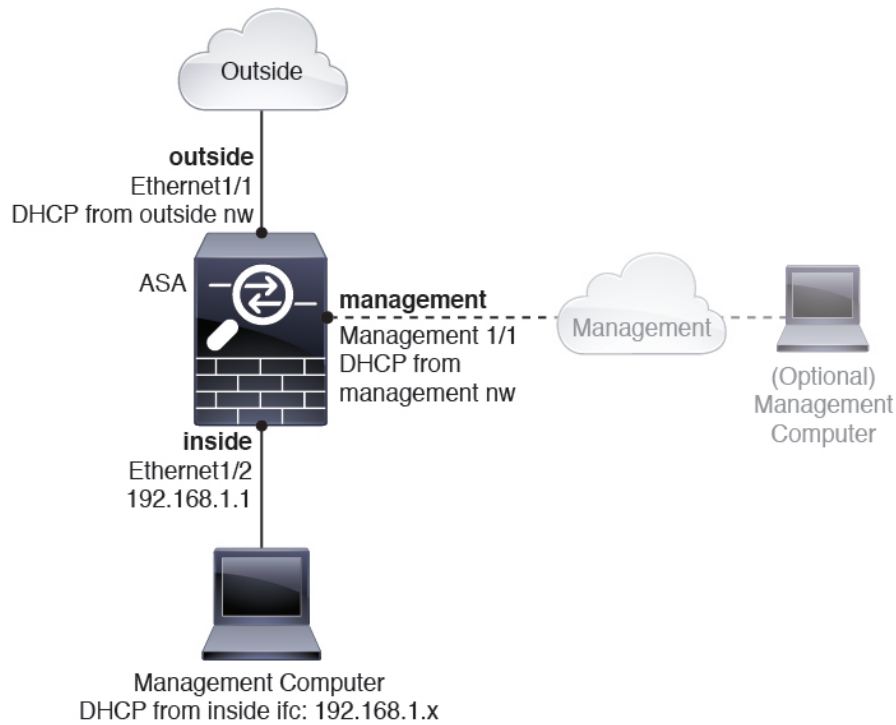 Outside
outside
Ethernet1/1
DHCP from outside nw
ASA
management
Management 1/1
DHCP from
management nw
Management
(Optional)
Management
Computer
inside
Ethernet1/2
192.168.1.1
Management Computer
DHCP from inside ifc: 192.168.1.x